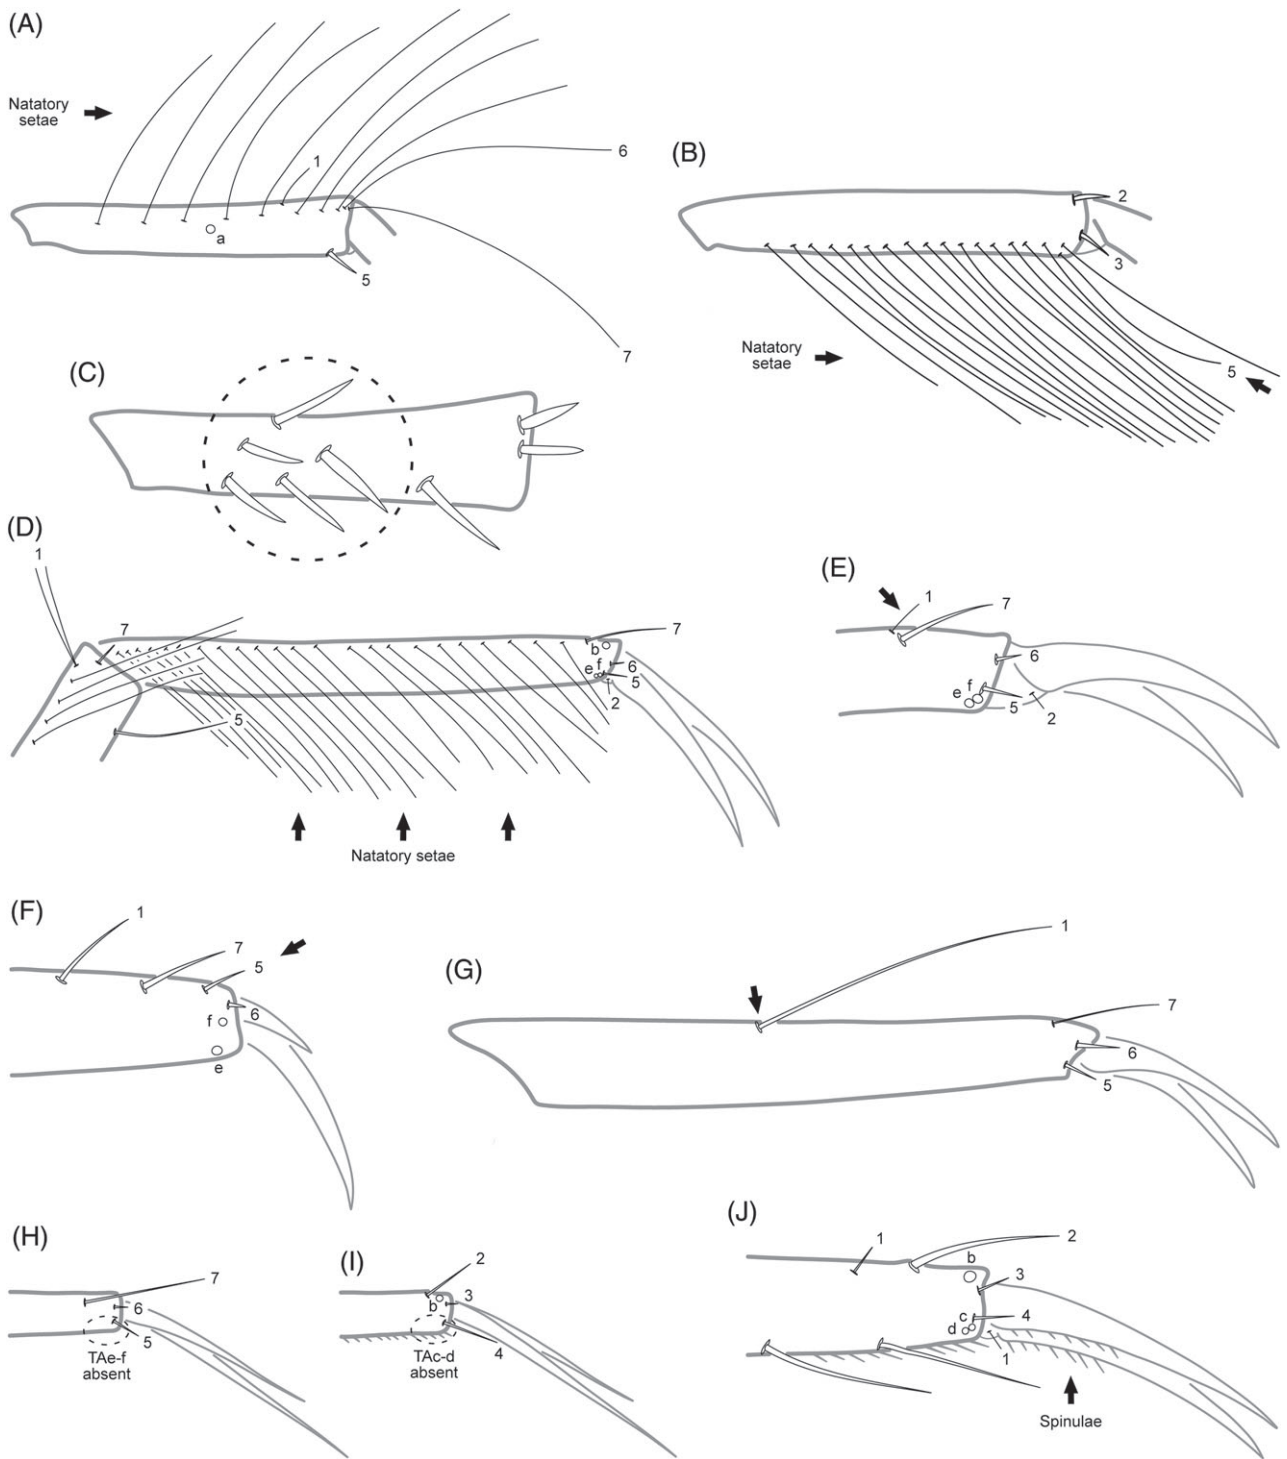 (A)
Natatory
setae
1
6
a
5
7
(B)
2
3
Natatory
setae
5
(C)
(D)
1
7
7
b
f
6
e
5
2
5
Natatory setae
(E)
1
7
6
f
e
5
2
(F)
1
7
5
f
6
e
(G)
1
7
6
5
(H)
7
6
5
TAe-f
absent
(I)
2
b
3
4
TAc-d
absent
(J)
1
2
b
3
c
4
d
1
Spinulae